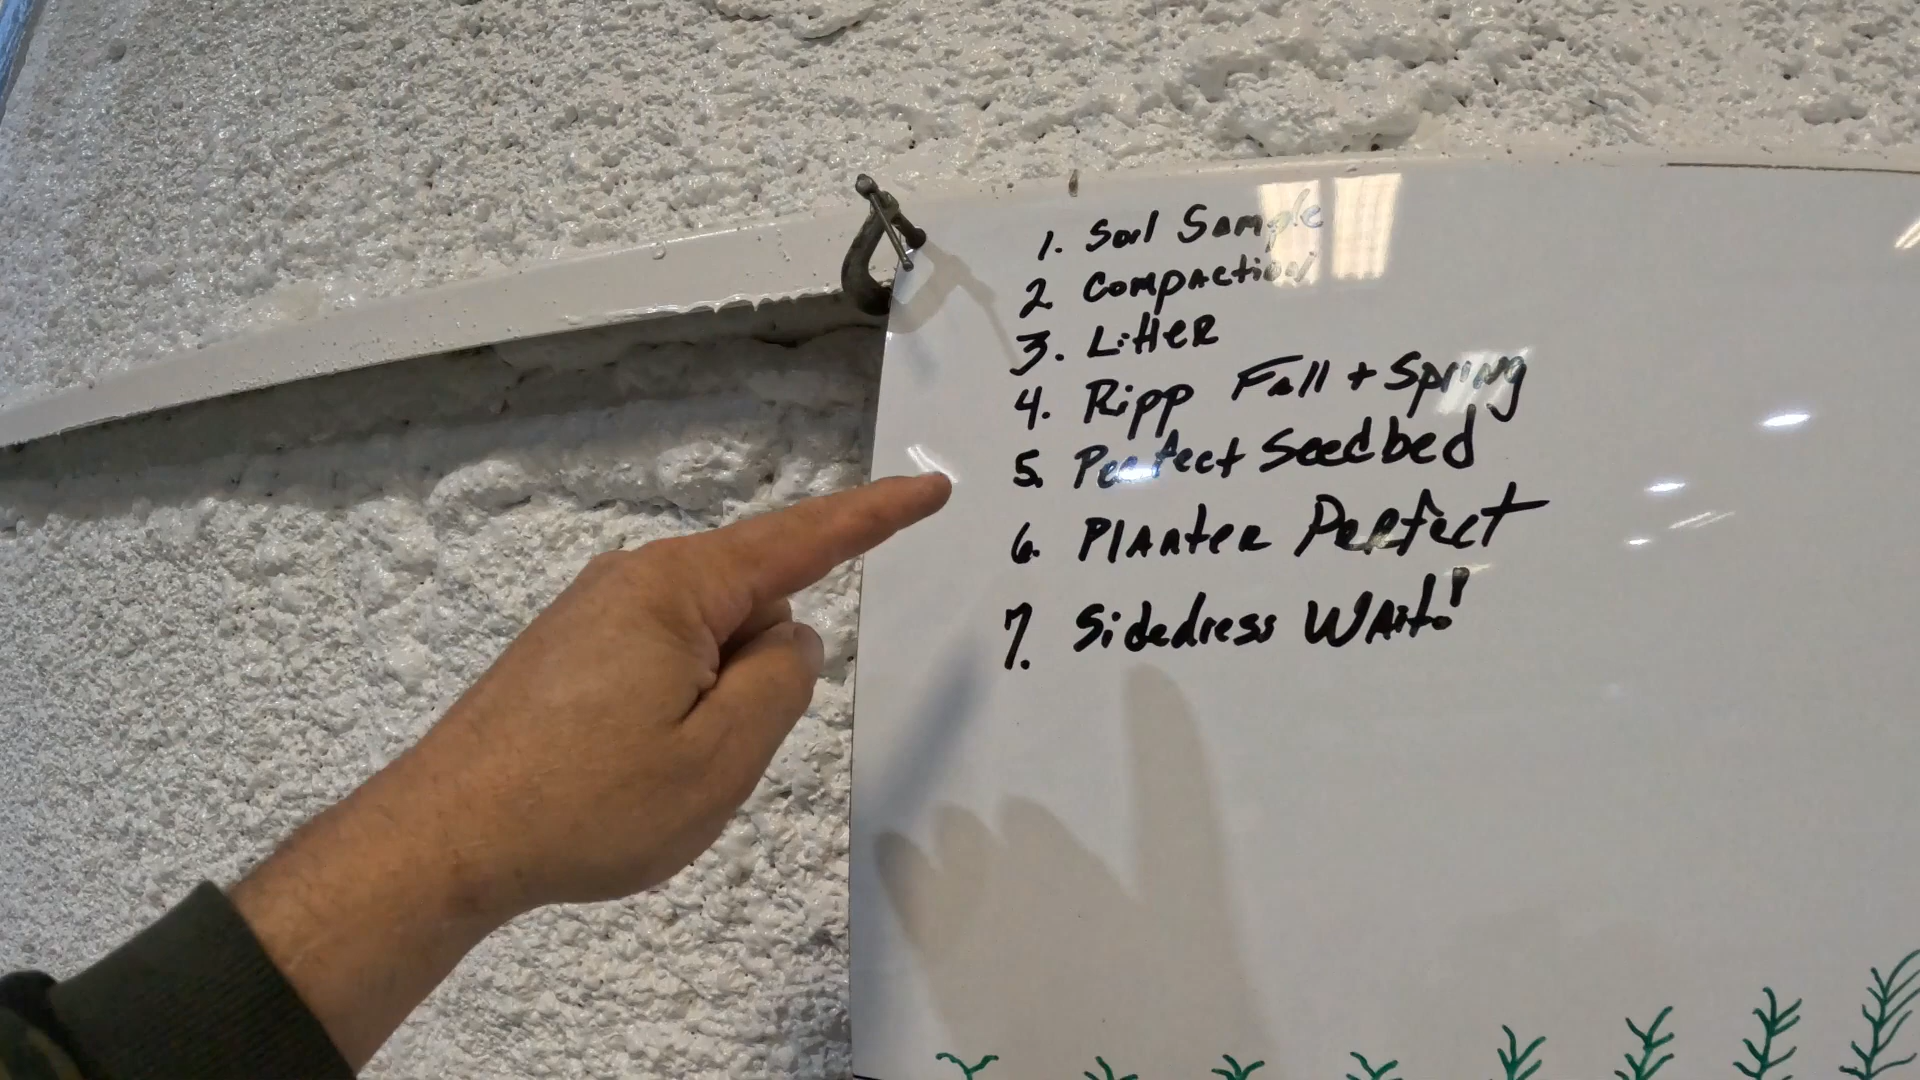 1. Soil Sample
2 Compaction
3. Litter
4. Ripp Fall + Spring
5. Perfect Seedbed
6. Planter Perfect
7. Sidedress Wait!